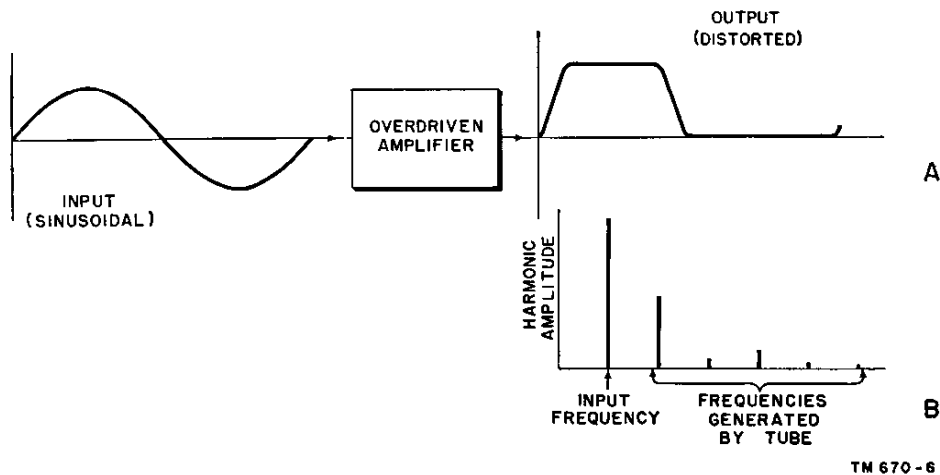 OUTPUT
(DISTORTED)
OVERDRIVEN
AMPLIFIER
INPUT
(SINUSOIDAL)
A
HARMONIC
AMPLITUDE
INPUT
FREQUENCY
FREQUENCIES
GENERATED
BY TUBE
B
TM 670-6